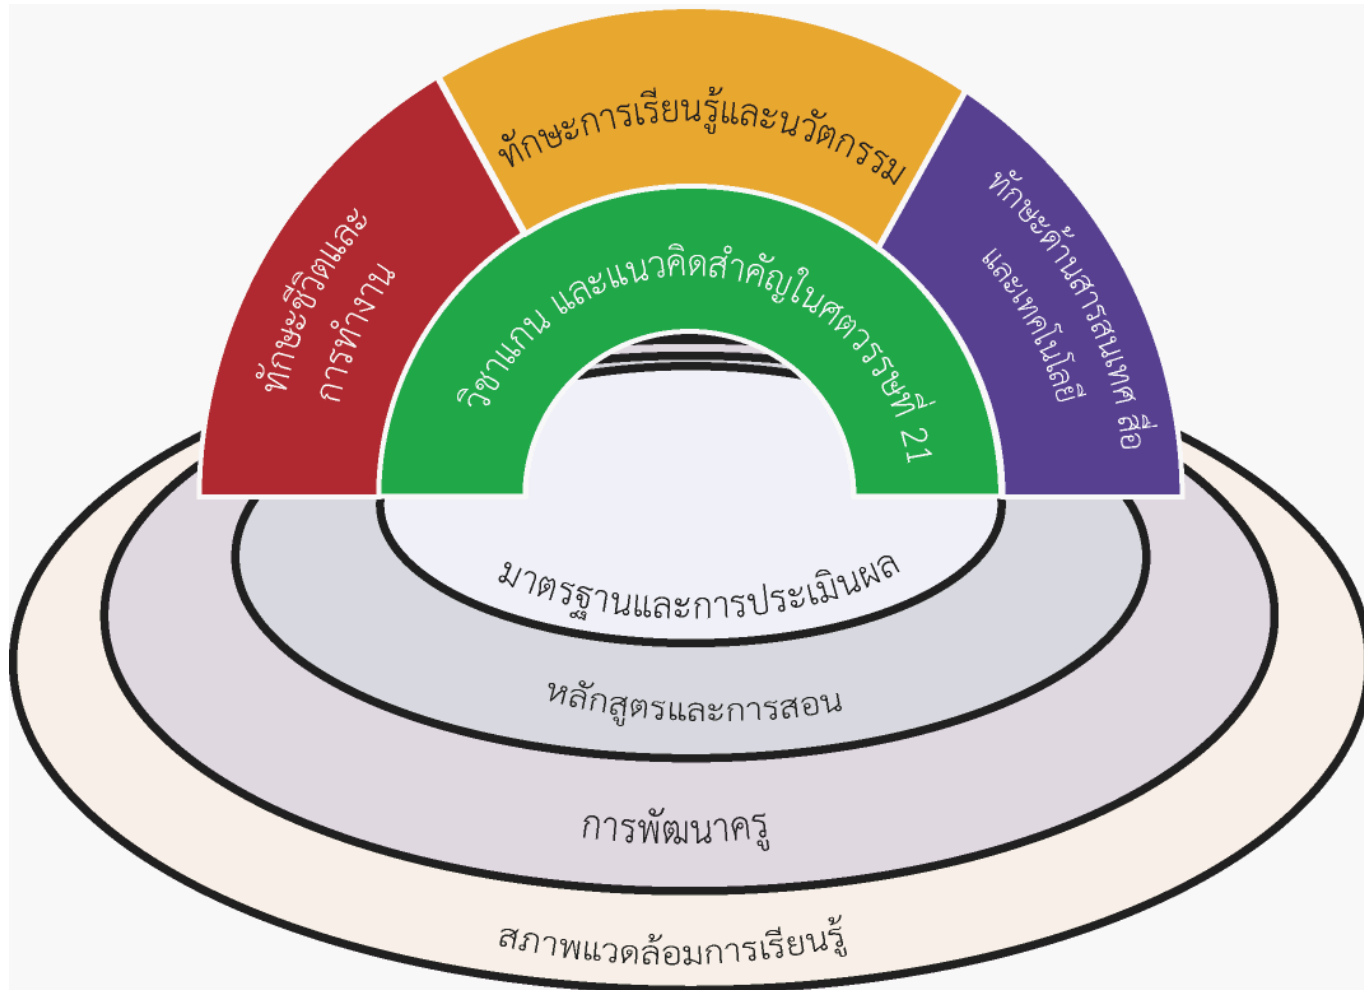 ทักษะการเรียนรู้และนวัตกรรม
ทักษะชีวิตและ
การทำงาน
ทักษะด้านสารสนเทศ สื่อ
และเทคโนโลยี
วิชาแกน และแนวคิดสำคัญในศตวรรษที่ 21
มาตรฐานและการประเมินผล
หลักสูตรและการสอน
การพัฒนาครู
สภาพแวดล้อมการเรียนรู้